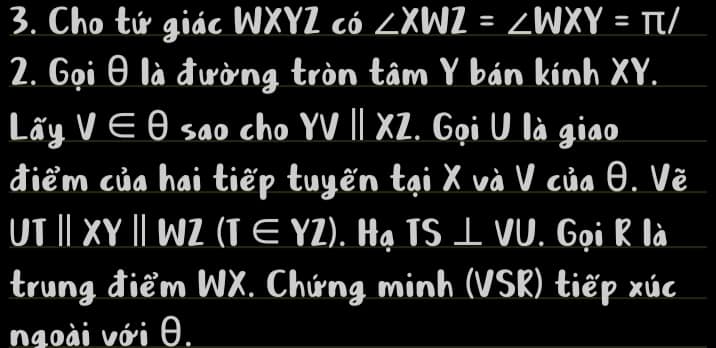 3. Cho tứ giác WXYZ có ∠XWZ = ∠WXY = π/
2. Gọi θ là đường tròn tâm Y bán kính XY.
Lấy V ∈ θ sao cho YV || XZ. Gọi U là giao
điểm của hai tiếp tuyến tại X và V của θ. Vẽ
UT || XY || WZ (T ∈ YZ). Hạ TS ⊥ VU. Gọi R là
trung điểm WX. Chứng minh (VSR) tiếp xúc
ngoài với θ.